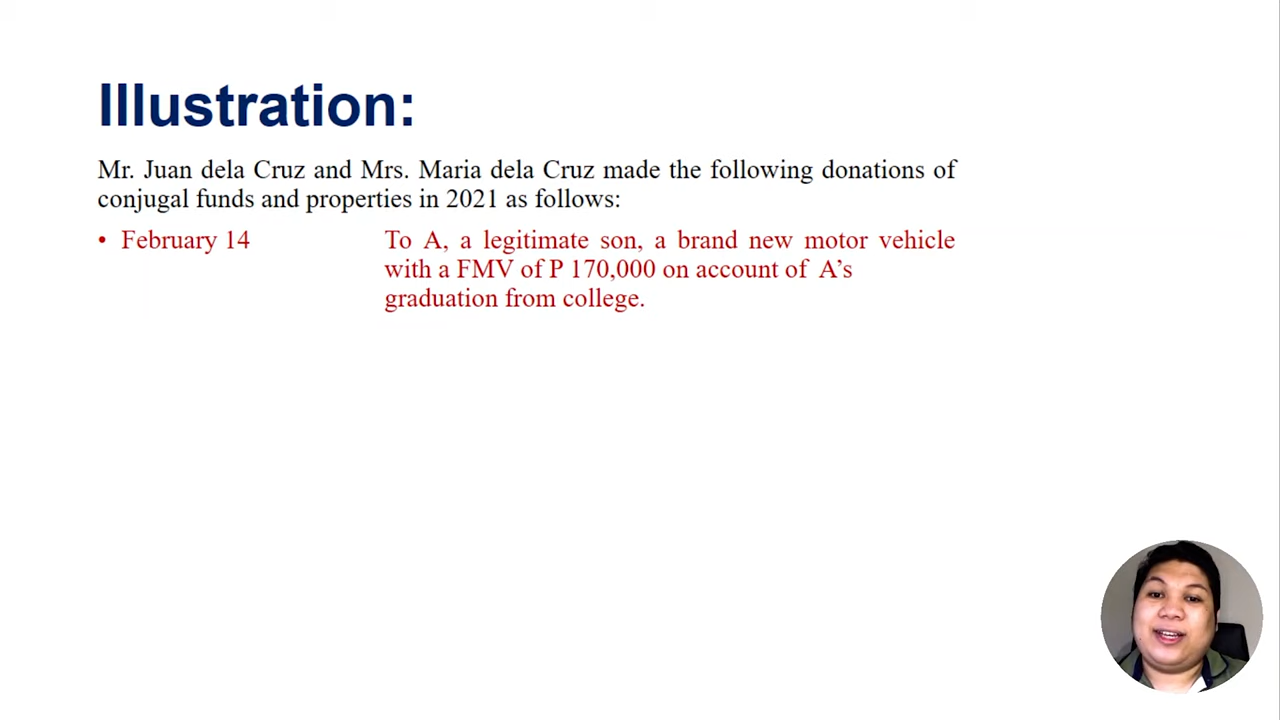 Illustration:
Mr. Juan dela Cruz and Mrs. Maria dela Cruz made the following donations of
conjugal funds and properties in 2021 as follows:
• February 14 To A, a legitimate son, a brand new motor vehicle
with a FMV of P 170,000 on account of A’s
graduation from college.